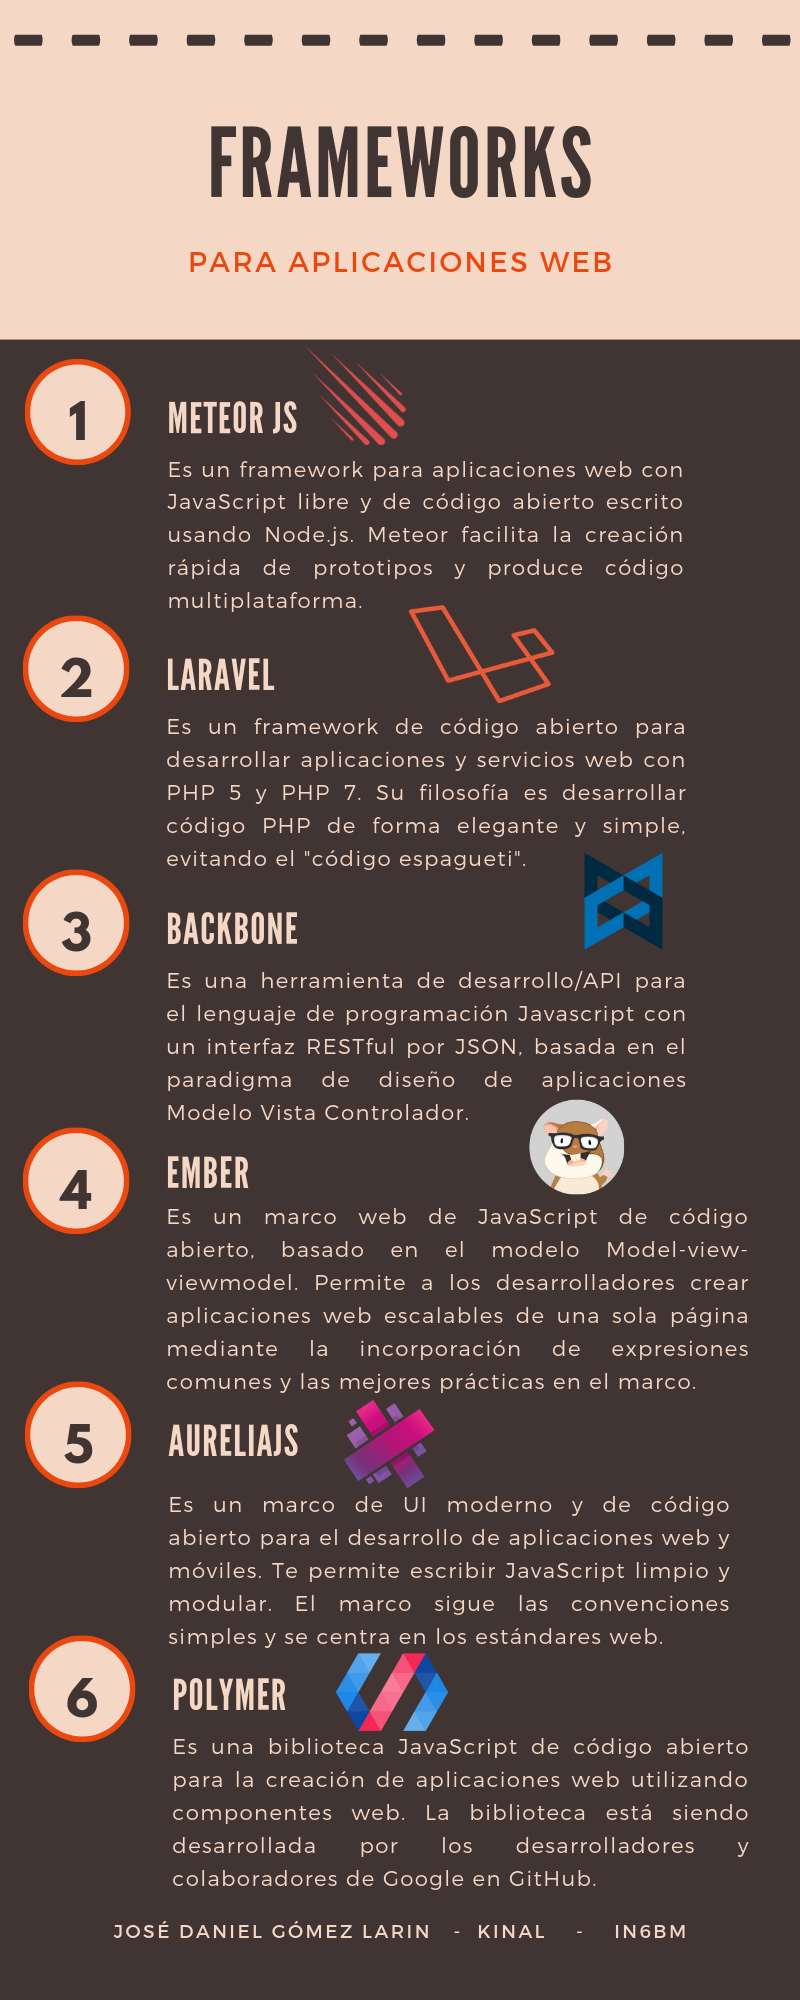 FRAMEWORKS
PARA APLICACIONES WEB
1
METEOR JS
Es un framework para aplicaciones web con
JavaScript libre y de código abierto escrito
usando Node.js. Meteor facilita la creación
rápida de prototipos y produce código
multiplataforma.
2
LARAVEL
Es un framework de código abierto para
desarrollar aplicaciones y servicios web con
PHP 5 y PHP 7. Su filosofía es desarrollar
código PHP de forma elegante y simple,
evitando el "código espagueti".
3
BACKBONE
Es una herramienta de desarrollo/API para
el lenguaje de programación Javascript con
un interfaz RESTful por JSON, basada en el
paradigma de diseño de aplicaciones
Modelo Vista Controlador.
4
EMBER
Es un marco web de JavaScript de código
abierto, basado en el modelo Model-view-
viewmodel. Permite a los desarrolladores crear
aplicaciones web escalables de una sola página
mediante la incorporación de expresiones
comunes y las mejores prácticas en el marco.
5
AURELIAJS
Es un marco de UI moderno y de código
abierto para el desarrollo de aplicaciones web y
móviles. Te permite escribir JavaScript limpio y
modular. El marco sigue las convenciones
simples y se centra en los estándares web.
6
POLYMER
Es una biblioteca JavaScript de código abierto
para la creación de aplicaciones web utilizando
componentes web. La biblioteca está siendo
desarrollada por los desarrolladores y
colaboradores de Google en GitHub.
JOSÉ DANIEL GÓMEZ LARIN - KINAL - IN6BM